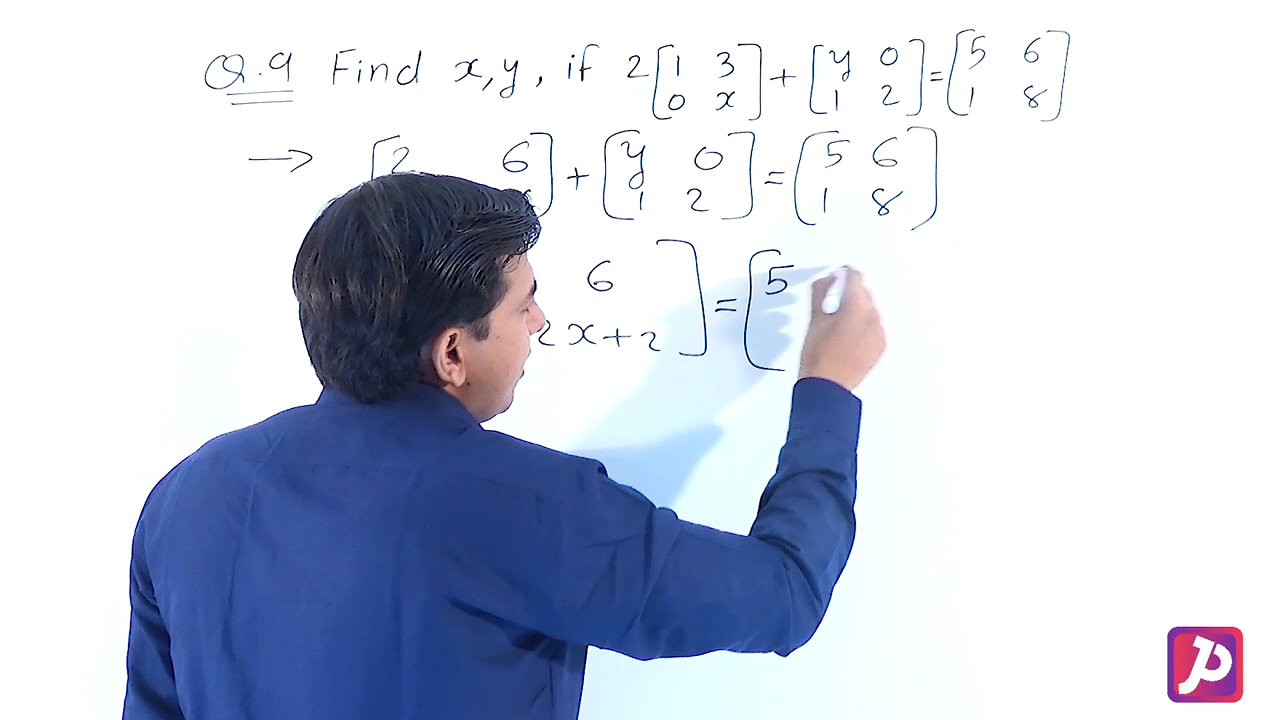 Q.9 Find x,y, if 2[1 3 + [y 0 = [5 6
0 x] 1 2] 1 8]
→ [2 6] + [y 0] = [5 6]
1 2 1 8
6 ] = [5
2x+2